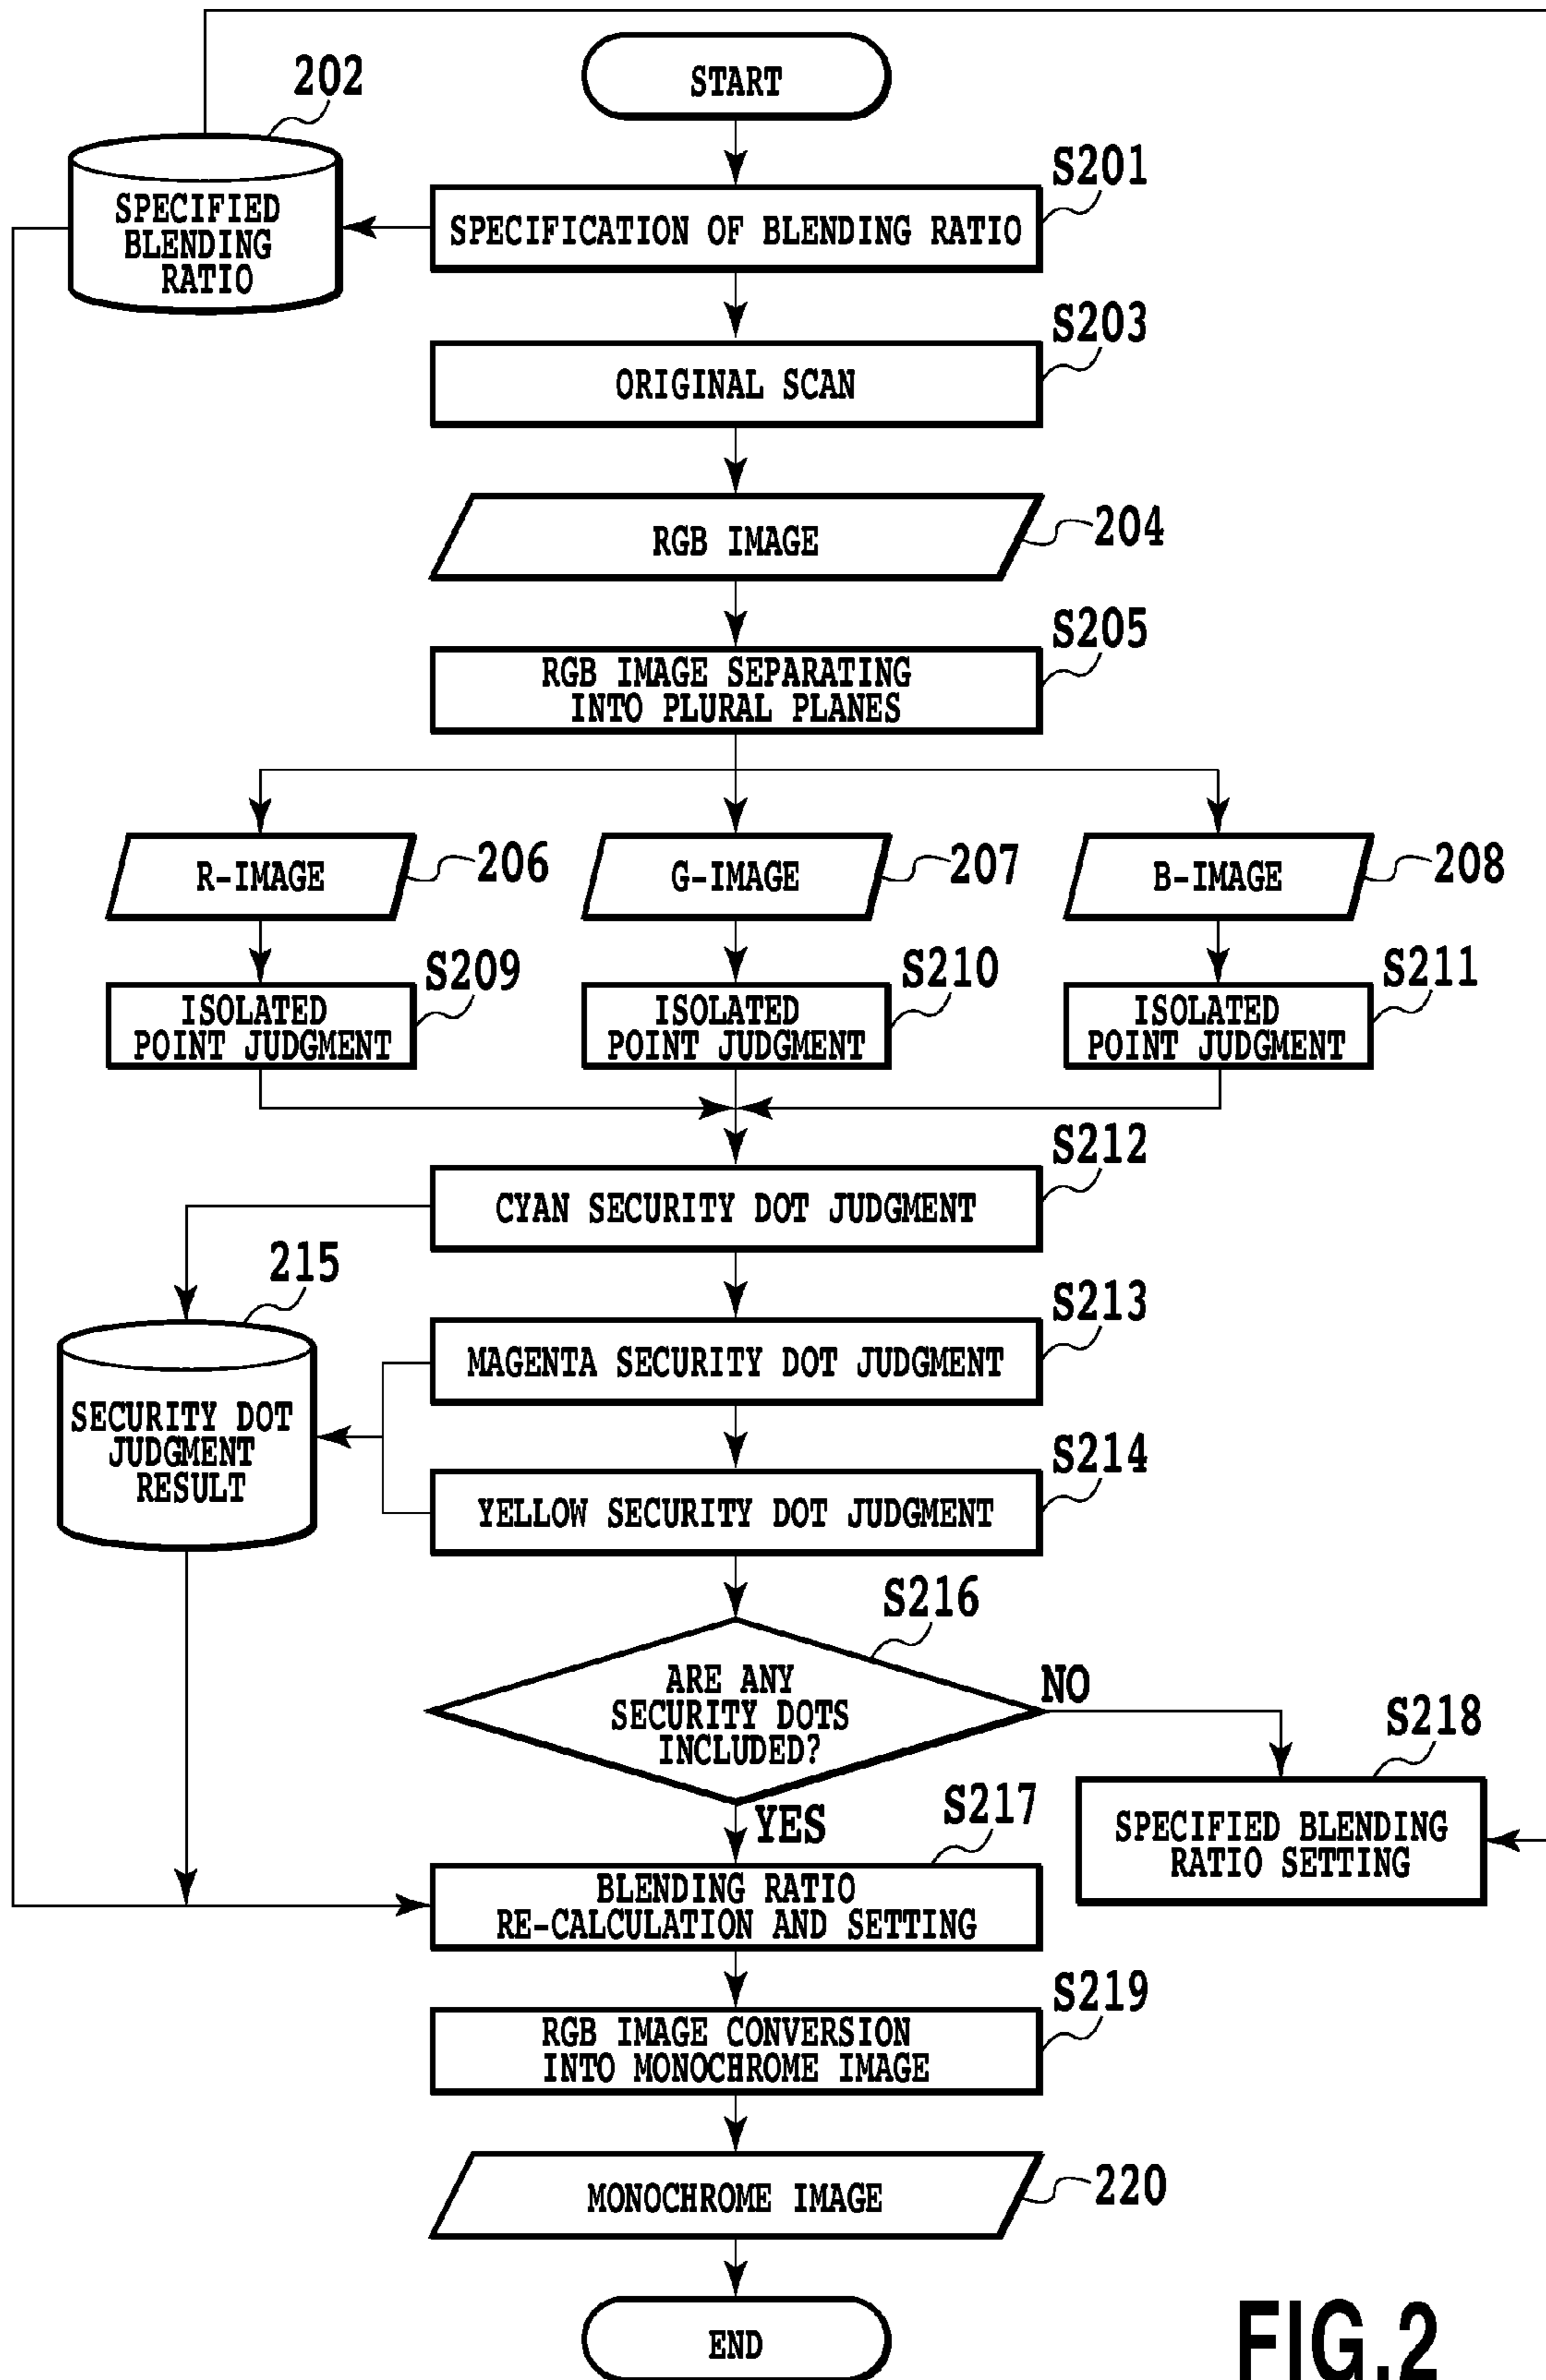 START
202
SPECIFIED
BLENDING
RATIO
S201
SPECIFICATION OF BLENDING RATIO
S203
ORIGINAL SCAN
RGB IMAGE
204
S205
RGB IMAGE SEPARATING
INTO PLURAL PLANES
R-IMAGE
206
G-IMAGE
207
B-IMAGE
208
S209
ISOLATED
POINT JUDGMENT
S210
ISOLATED
POINT JUDGMENT
S211
ISOLATED
POINT JUDGMENT
S212
CYAN SECURITY DOT JUDGMENT
215
SECURITY DOT
JUDGMENT
RESULT
S213
MAGENTA SECURITY DOT JUDGMENT
S214
YELLOW SECURITY DOT JUDGMENT
S216
ARE ANY
SECURITY DOTS
INCLUDED?
NO
YES
S218
SPECIFIED BLENDING
RATIO SETTING
S217
BLENDING RATIO
RE-CALCULATION AND SETTING
S219
RGB IMAGE CONVERSION
INTO MONOCHROME IMAGE
MONOCHROME IMAGE
220
END
FIG.2